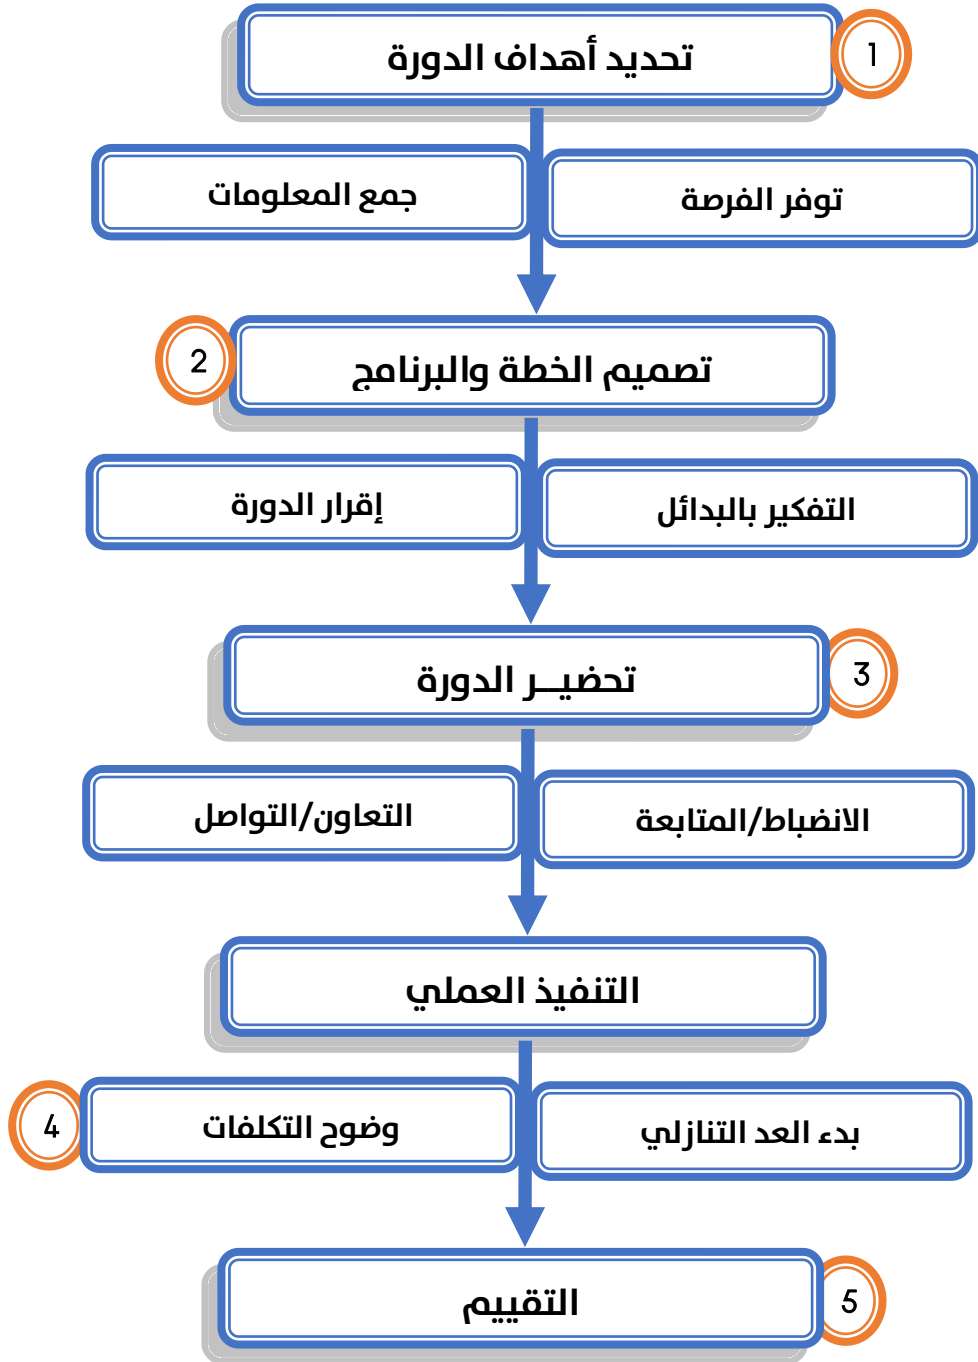 تحديد أهداف الدورة
1
توفر الفرصة
جمع المعلومات
2
تصميم الخطة والبرنامج
التفكير بالبدائل
إقرار الدورة
3
تحضيــر الدورة
الانضباط/المتابعة
التعاون/التواصل
التنفيذ العملي
بدء العد التنازلي
وضوح التكلفات
4
5
التقييم